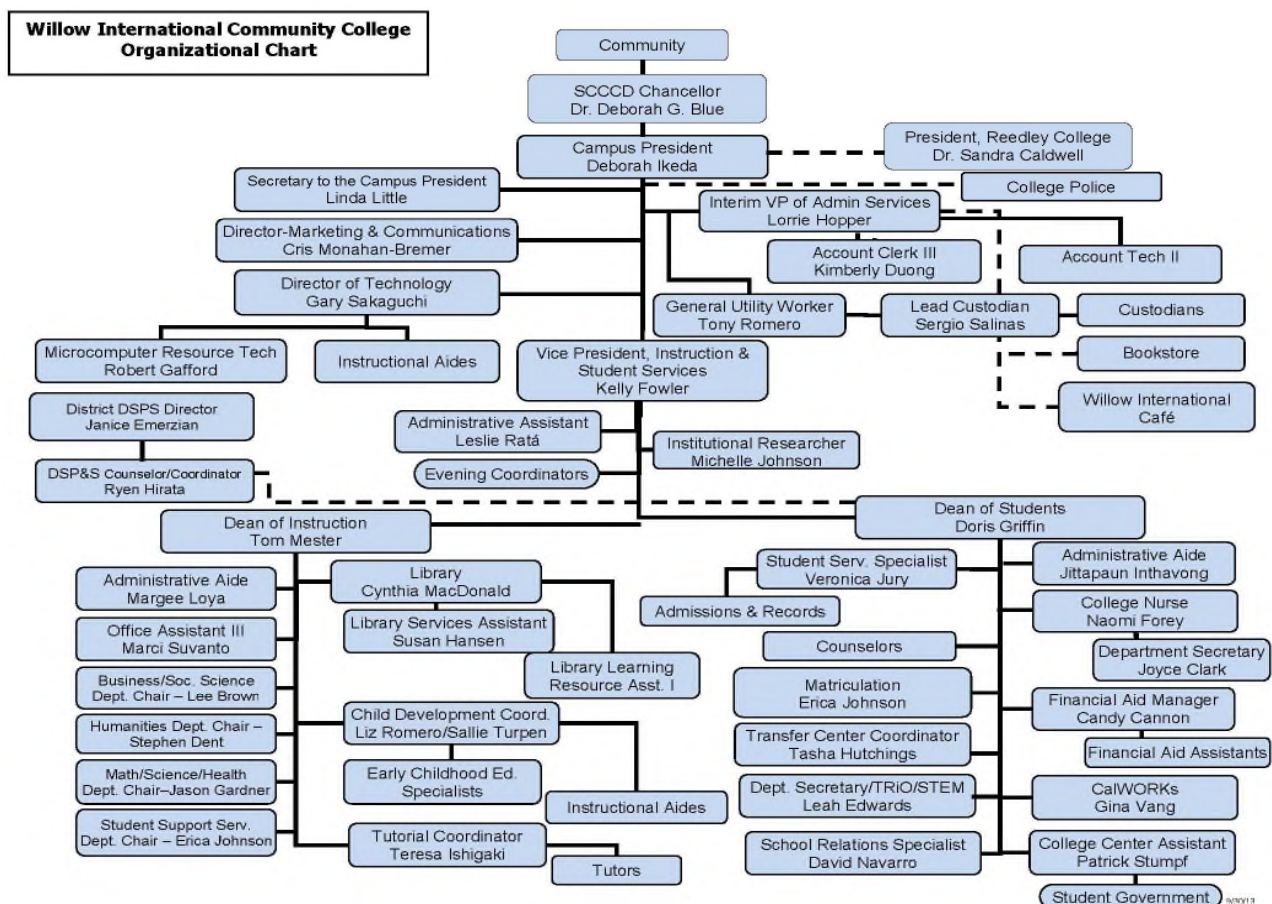 Willow International Community College
Organizational Chart
Community
SCCCD Chancellor
Dr. Deborah G. Blue
Campus President
Deborah Ikeda
President, Reedley College
Dr. Sandra Caldwell
College Police
Secretary to the Campus President
Linda Little
Interim VP of Admin Services
Lorrie Hopper
Director-Marketing & Communications
Cris Monahan-Bremer
Account Clerk III
Kimberly Duong
Account Tech II
Director of Technology
Gary Sakaguchi
General Utility Worker
Tony Romero
Lead Custodian
Sergio Salinas
Custodians
Microcomputer Resource Tech
Robert Gafford
Instructional Aides
Vice President, Instruction &
Student Services
Kelly Fowler
Bookstore
Willow International
Café
District DSPS Director
Janice Emerzian
Administrative Assistant
Leslie Ratá
Institutional Researcher
Michelle Johnson
DSP&S Counselor/Coordinator
Ryen Hirata
Evening Coordinators
Dean of Instruction
Tom Mester
Dean of Students
Doris Griffin
Administrative Aide
Margee Loya
Office Assistant III
Marci Suvanto
Business/Soc. Science
Dept. Chair – Lee Brown
Humanities Dept. Chair –
Stephen Dent
Math/Science/Health
Dept. Chair–Jason Gardner
Student Support Serv.
Dept. Chair – Erica Johnson
Library
Cynthia MacDonald
Library Services Assistant
Susan Hansen
Library Learning
Resource Asst. I
Child Development Coord.
Liz Romero/Sallie Turpen
Early Childhood Ed.
Specialists
Instructional Aides
Tutorial Coordinator
Teresa Ishigaki
Tutors
Student Serv. Specialist
Veronica Jury
Admissions & Records
Counselors
Matriculation
Erica Johnson
Transfer Center Coordinator
Tasha Hutchings
Dept. Secretary/TRiO/STEM
Leah Edwards
School Relations Specialist
David Navarro
Administrative Aide
Jittapaun Inthavong
College Nurse
Naomi Forey
Department Secretary
Joyce Clark
Financial Aid Manager
Candy Cannon
Financial Aid Assistants
CalWORKs
Gina Vang
College Center Assistant
Patrick Stumpf
Student Government